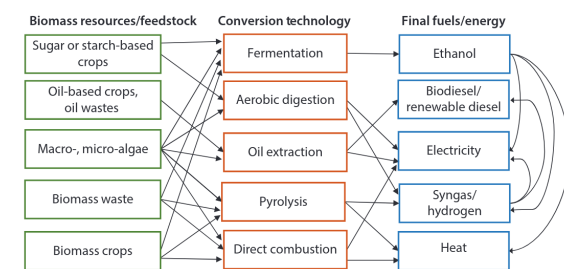 Biomass resources/feedstock
Conversion technology
Final fuels/energy
Sugar or starch-based
crops
Fermentation
Ethanol
Oil-based crops,
oil wastes
Aerobic digestion
Biodiesel/
renewable diesel
Macro-, micro-algae
Oil extraction
Electricity
Biomass waste
Pyrolysis
Syngas/
hydrogen
Biomass crops
Direct combustion
Heat